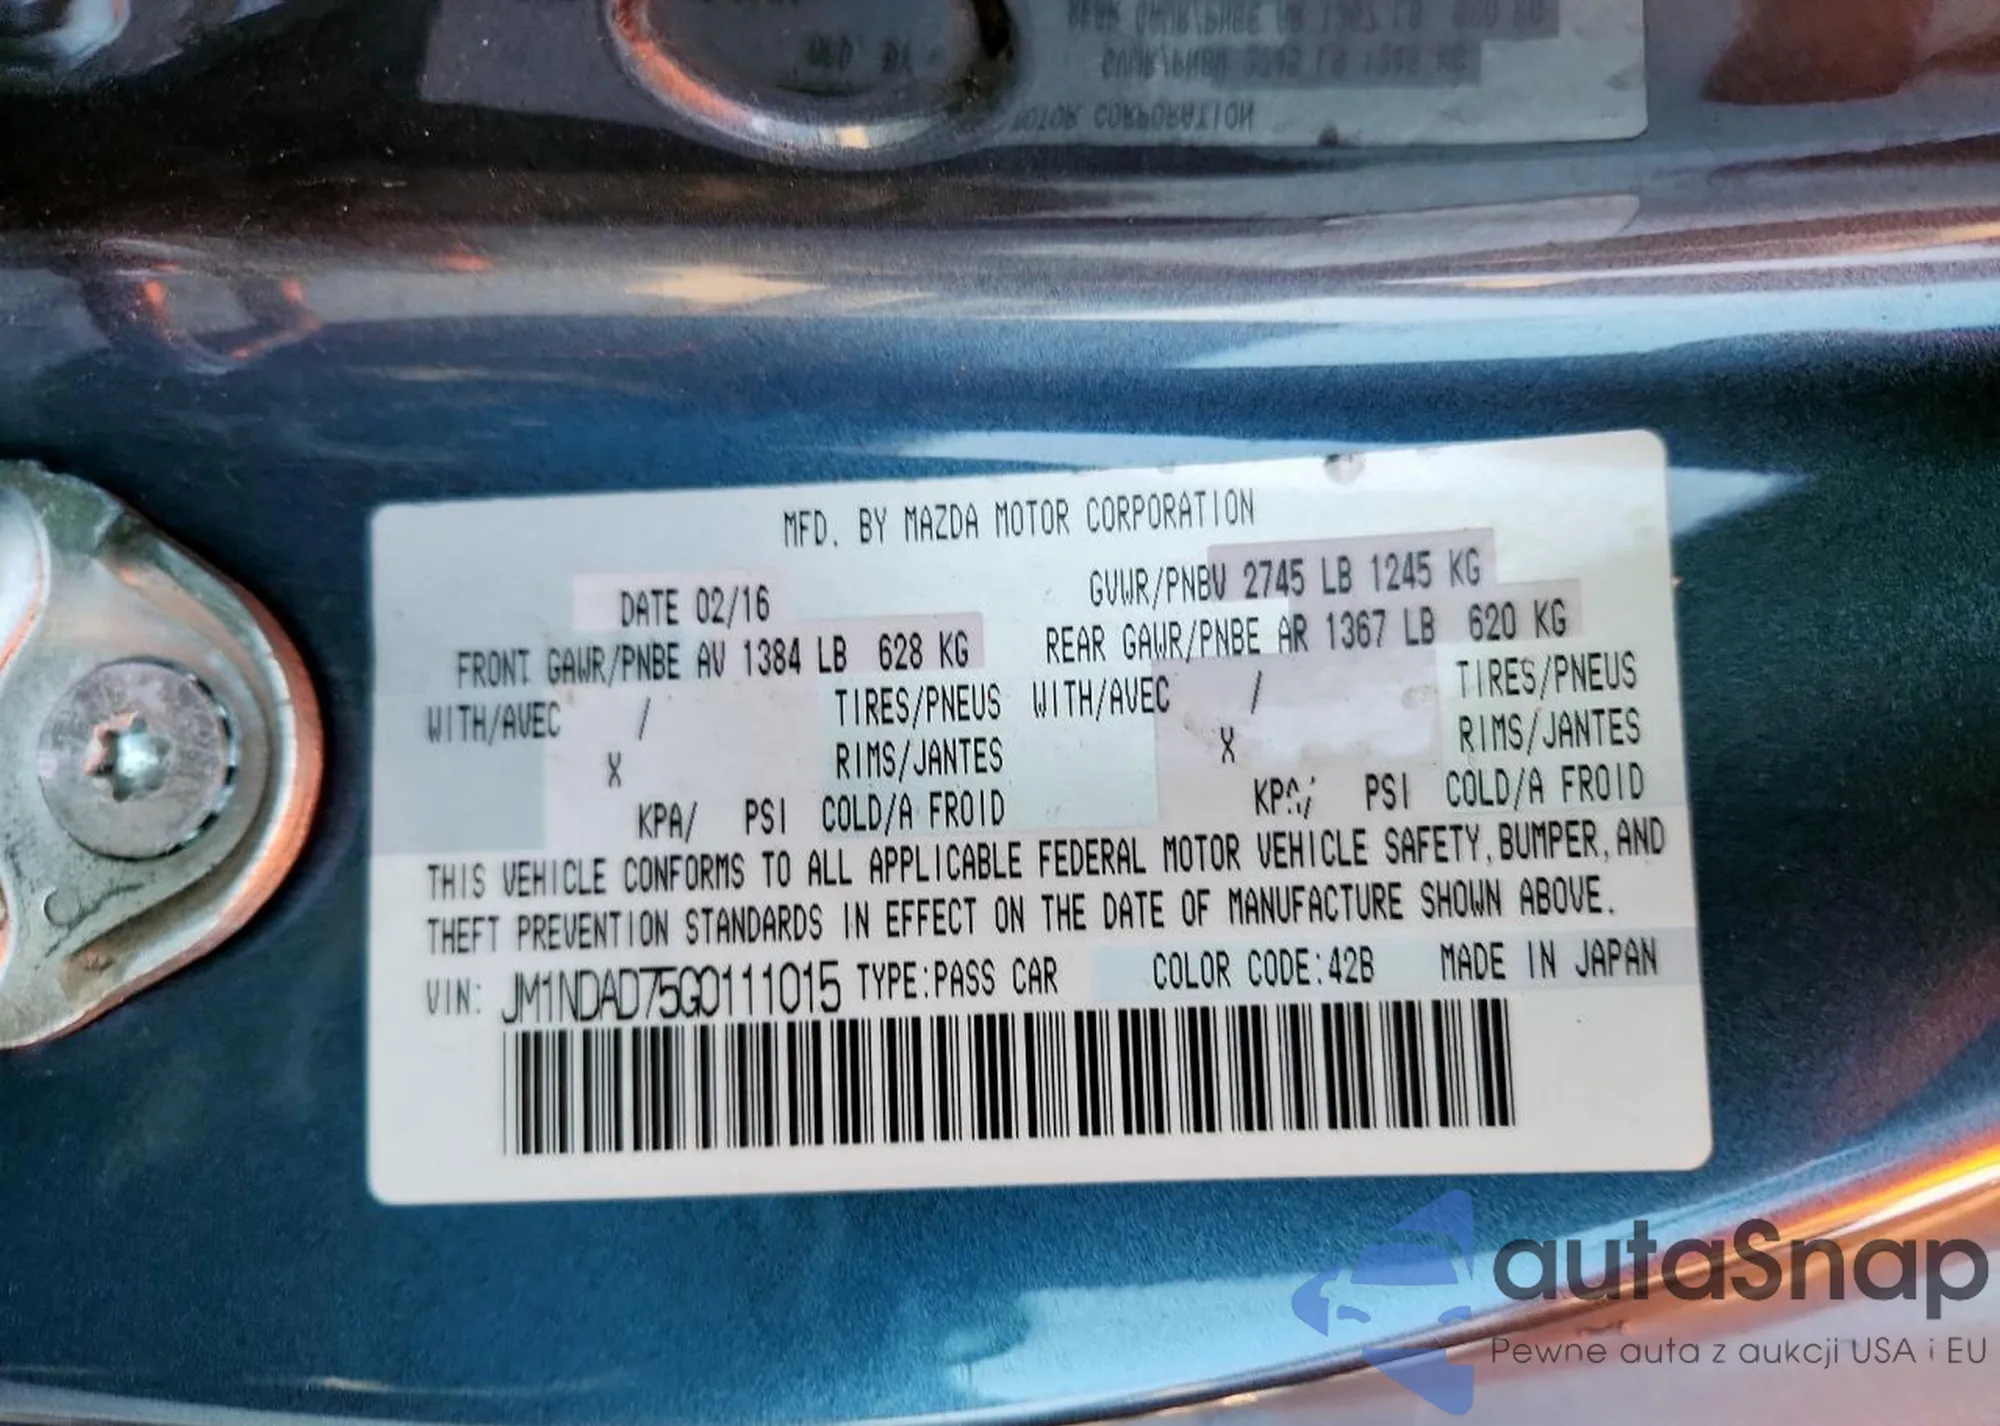 MOTOR CORPORATION
MFD. BY MAZDA MOTOR CORPORATION
DATE 02/16 GVWR/PNBV 2745 LB 1245 KG
FRONT GAWR/PNBE AV 1384 LB 628 KG REAR GAWR/PNBE AR 1367 LB 620 KG
WITH/AVEC / TIRES/PNEUS WITH/AVEC / TIRES/PNEUS
X RIMS/JANTES X RIMS/JANTES
KPA/ PSI COLD/A FROID KPA/ PSI COLD/A FROID
THIS VEHICLE CONFORMS TO ALL APPLICABLE FEDERAL MOTOR VEHICLE SAFETY, BUMPER, AND
THEFT PREVENTION STANDARDS IN EFFECT ON THE DATE OF MANUFACTURE SHOWN ABOVE.
VIN: JM1NDAD75G0111015 TYPE:PASS CAR COLOR CODE:42B MADE IN JAPAN
autaSnap
Pewne auta z aukcji USA i EU